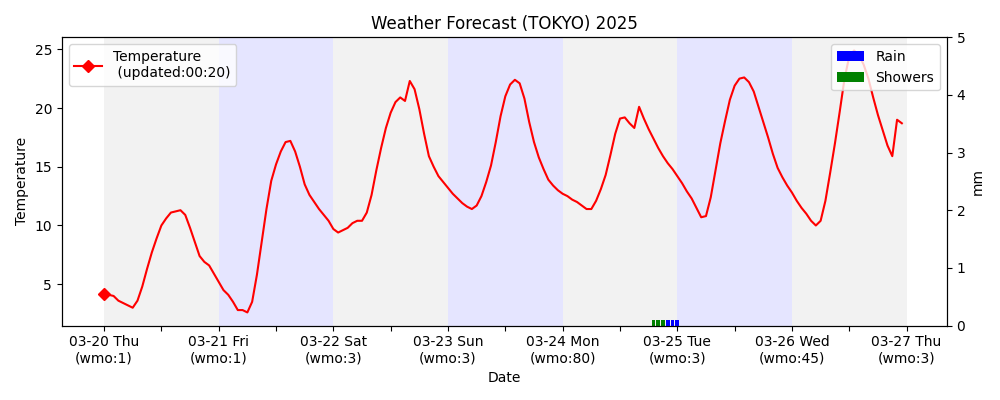 Weather Forecast (TOKYO) 2025
Temperature
(updated:00:20)
Rain
Showers
Temperature
25
20
15
10
5
5
4
3
2
1
0
mm
03-20 Thu
(wmo:1)
03-21 Fri
(wmo:1)
03-22 Sat
(wmo:3)
03-23 Sun
(wmo:3)
03-24 Mon
(wmo:80)
03-25 Tue
(wmo:3)
03-26 Wed
(wmo:45)
03-27 Thu
(wmo:3)
Date